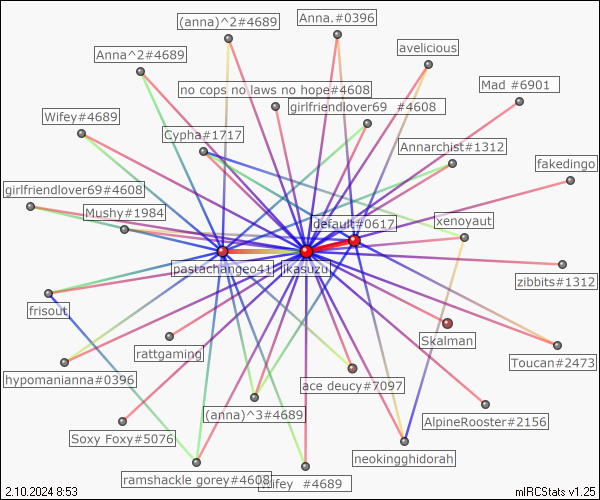 (anna)^2#4689
Anna.#0396
avelicious
Anna^2#4689
no cops no laws no hope#4608
Mad #6901
girlfriendlover69 #4608
Wifey#4689
Cypha#1717
Annarchist#1312
fakedingo
girlfriendlover69#4608
Mushy#1984
default#0617
xenoyaut
pastachangeo41
ikasuzu
zibbits#1312
frisout
Skalman
rattgaming
Toucan#2473
hypomanianna#0396
ace deucy#7097
(anna)^3#4689
AlpineRooster#2156
Soxy Foxy#5076
neokingghidorah
ramshackle gorey#4608
#4689
2.10.2024 8:53
mIRCStats v1.25